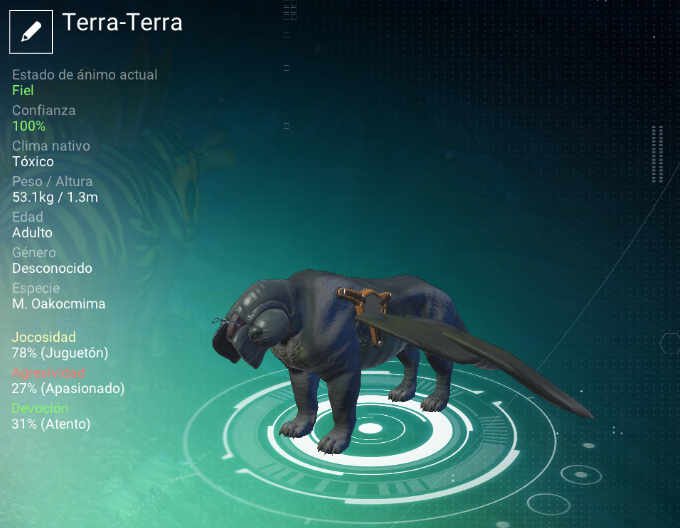 Terra-Terra
Estado de ánimo actual
Fiel
Confianza
100%
Clima nativo
Tóxico
Peso / Altura
53.1kg / 1.3m
Edad
Adulto
Género
Desconocido
Especie
M. Oakocmima
Jocosidad
78% (Juguetón)
Agresividad
27% (Apasionado)
Devoción
31% (Atento)